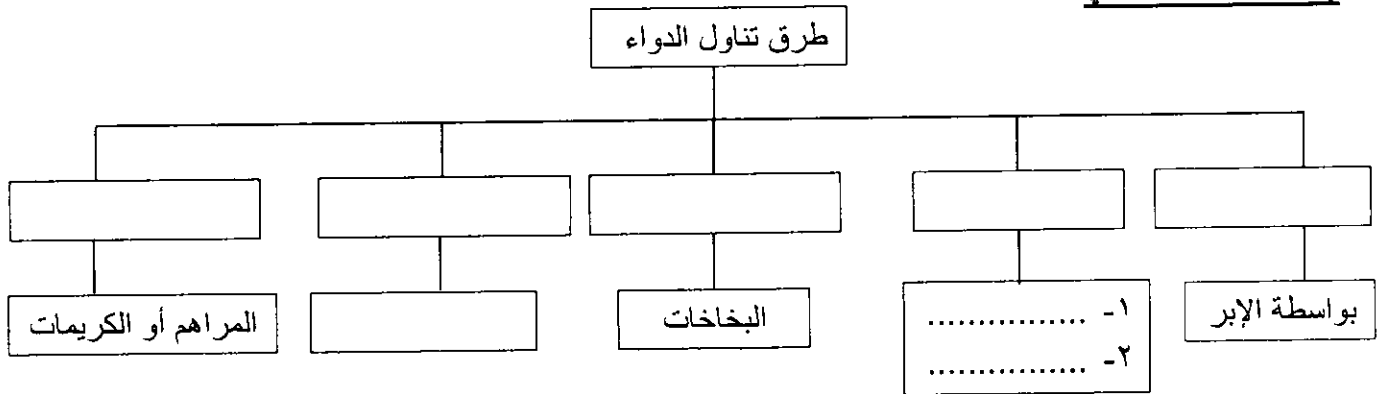 طرق تناول الدواء
بواسطة الإبر
١- ................
٢- ................
البخاخات
المراهم أو الكريمات